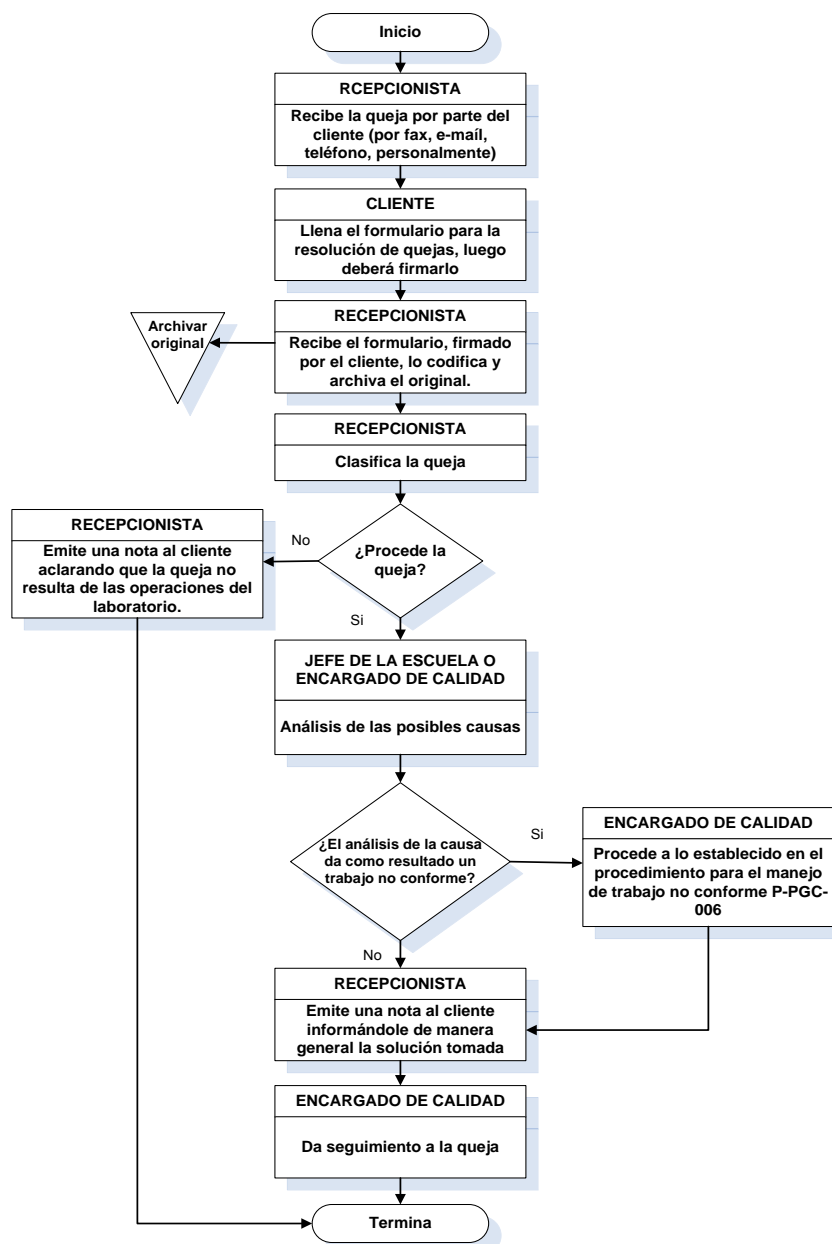 Inicio
RCEPCIONISTA
Recibe la queja por parte del
cliente (por fax, e-maíl,
teléfono, personalmente)
CLIENTE
Llena el formulario para la
resolución de quejas, luego
deberá firmarlo
Archivar
original
RECEPCIONISTA
Recibe el formulario, firmado
por el cliente, lo codifica y
archiva el original.
RECEPCIONISTA
Clasifica la queja
¿Procede la
queja?
No
RECEPCIONISTA
Emite una nota al cliente
aclarando que la queja no
resulta de las operaciones del
laboratorio.
Si
JEFE DE LA ESCUELA O
ENCARGADO DE CALIDAD
Análisis de las posibles causas
¿El análisis de la causa
da como resultado un
trabajo no conforme?
Si
ENCARGADO DE CALIDAD
Procede a lo establecido en el
procedimiento para el manejo
de trabajo no conforme P-PGC-
006
No
RECEPCIONISTA
Emite una nota al cliente
informándole de manera
general la solución tomada
ENCARGADO DE CALIDAD
Da seguimiento a la queja
Termina